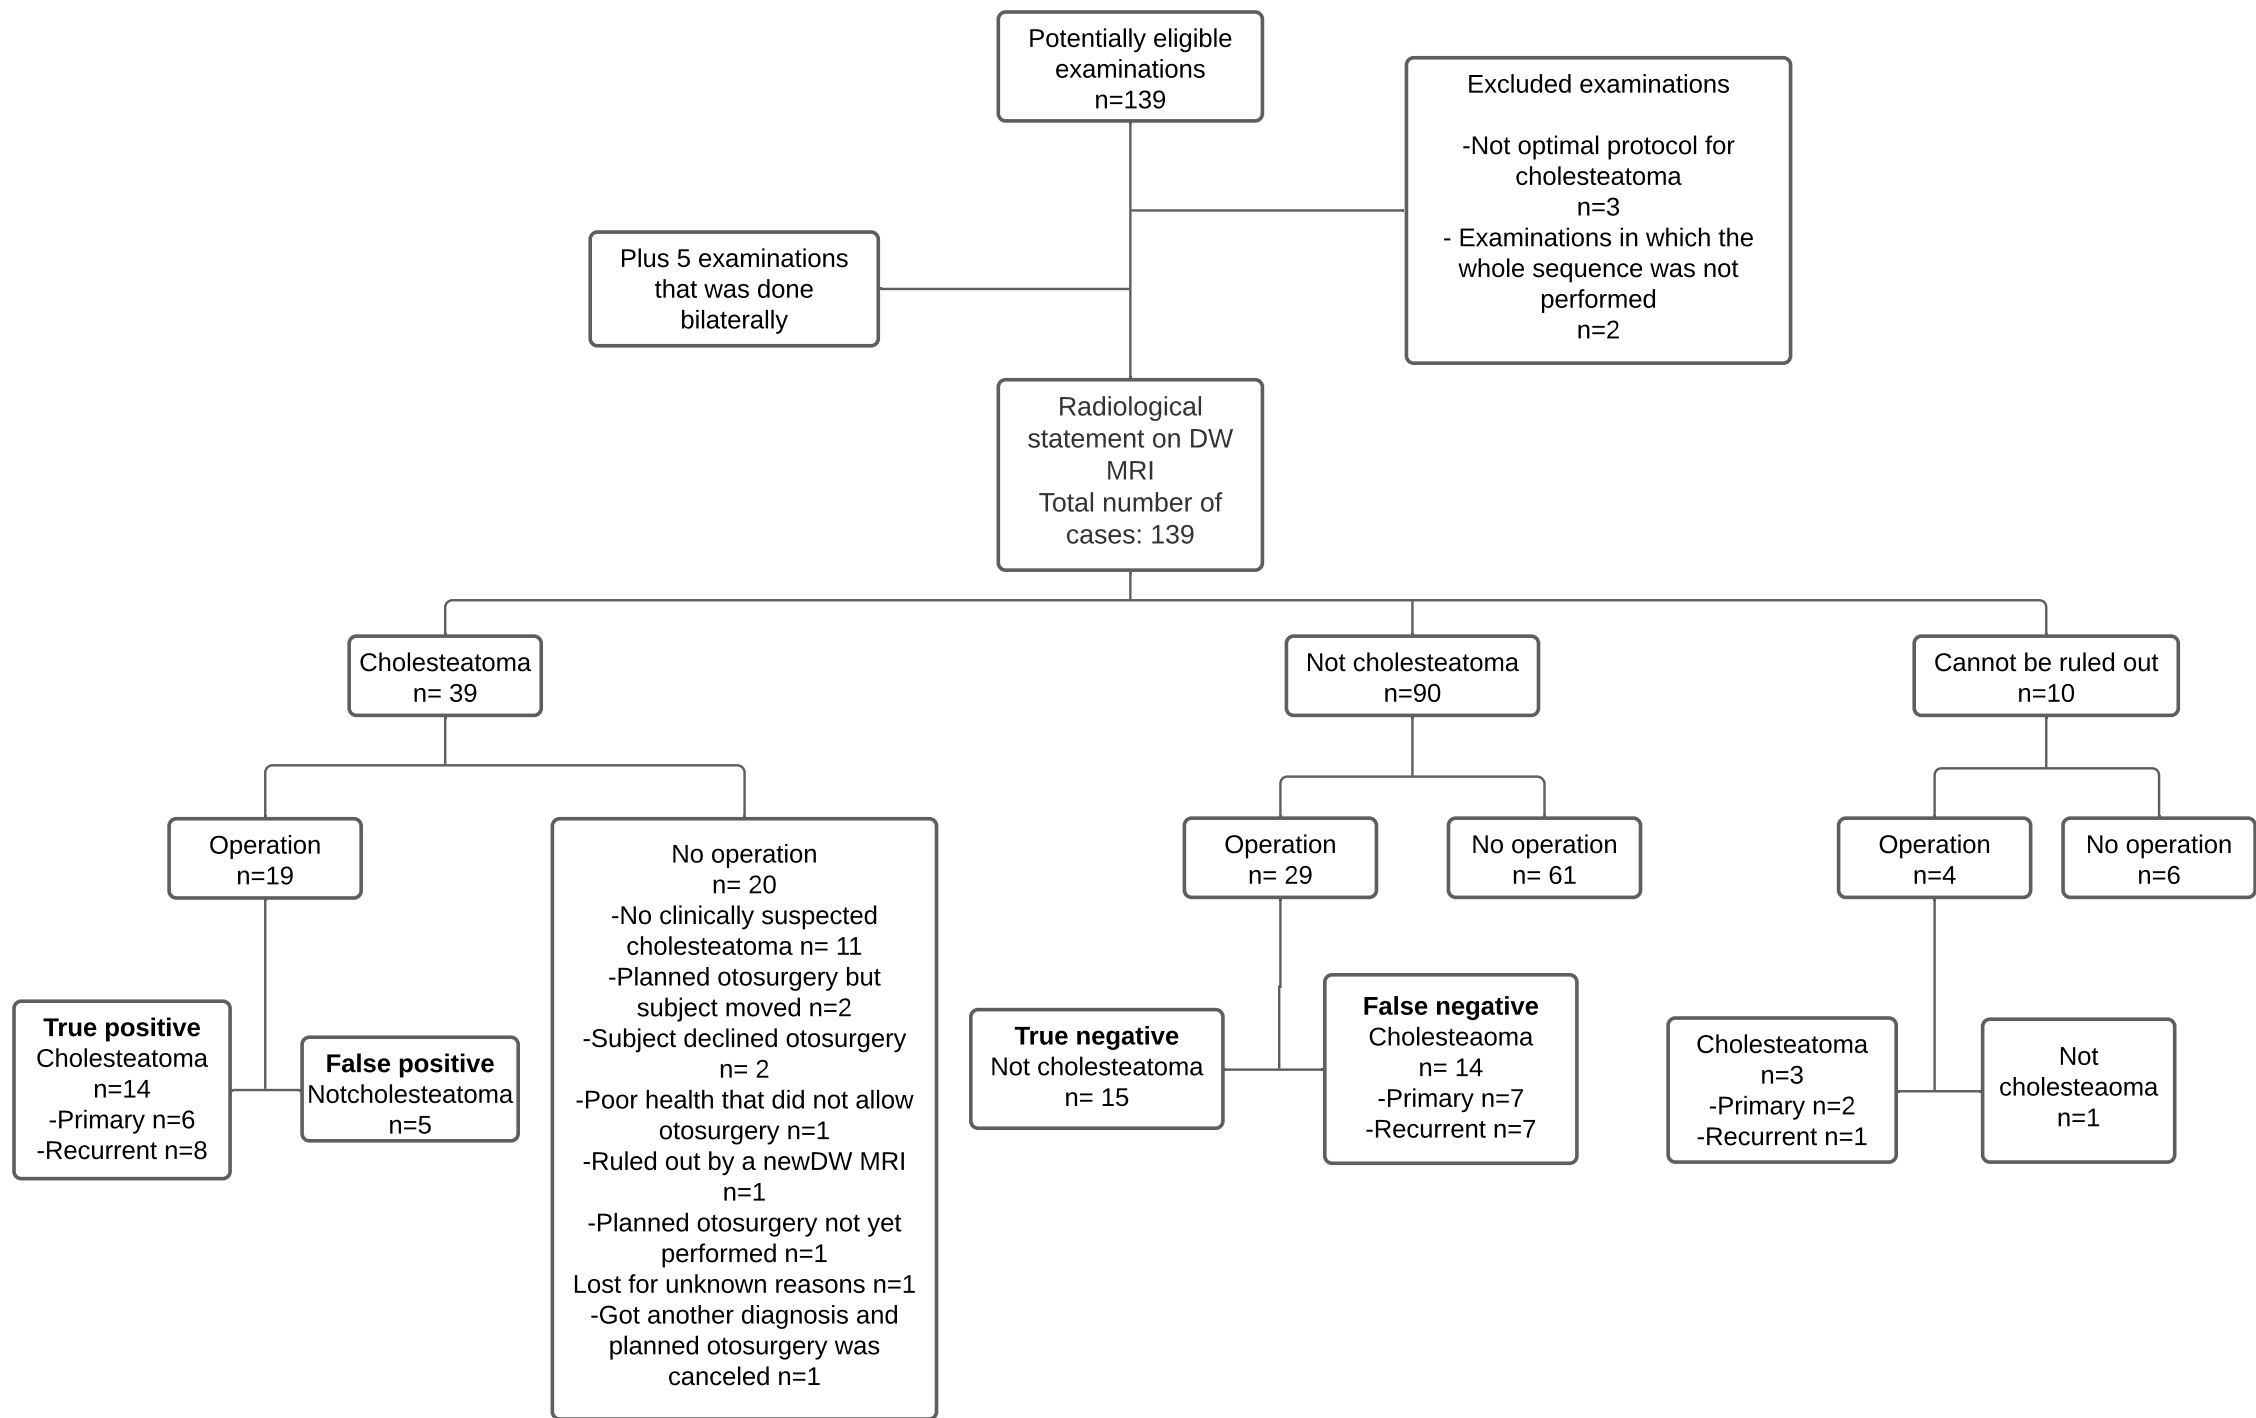 Potentially eligible
examinations
n=139
Excluded examinations
-Not optimal protocol for
cholesteatoma
n=3
- Examinations in which the
whole sequence was not
performed
n=2
Plus 5 examinations
that was done
bilaterally
Radiological
statement on DW
MRI
Total number of
cases: 139
Cholesteatoma
n= 39
Not cholesteatoma
n=90
Cannot be ruled out
n=10
Operation
n=19
No operation
n= 20
-No clinically suspected
cholesteatoma n= 11
-Planned otosurgery but
subject moved n=2
-Subject declined otosurgery
n= 2
-Poor health that did not allow
otosurgery n=1
-Ruled out by a newDW MRI
n=1
-Planned otosurgery not yet
performed n=1
Lost for unknown reasons n=1
-Got another diagnosis and
planned otosurgery was
canceled n=1
Operation
n= 29
No operation
n= 61
Operation
n=4
No operation
n=6
True positive
Cholesteatoma
n=14
-Primary n=6
-Recurrent n=8
False positive
Notcholesteatoma
n=5
True negative
Not cholesteatoma
n= 15
False negative
Cholesteaoma
n= 14
-Primary n=7
-Recurrent n=7
Cholesteatoma
n=3
-Primary n=2
-Recurrent n=1
Not
cholesteaoma
n=1